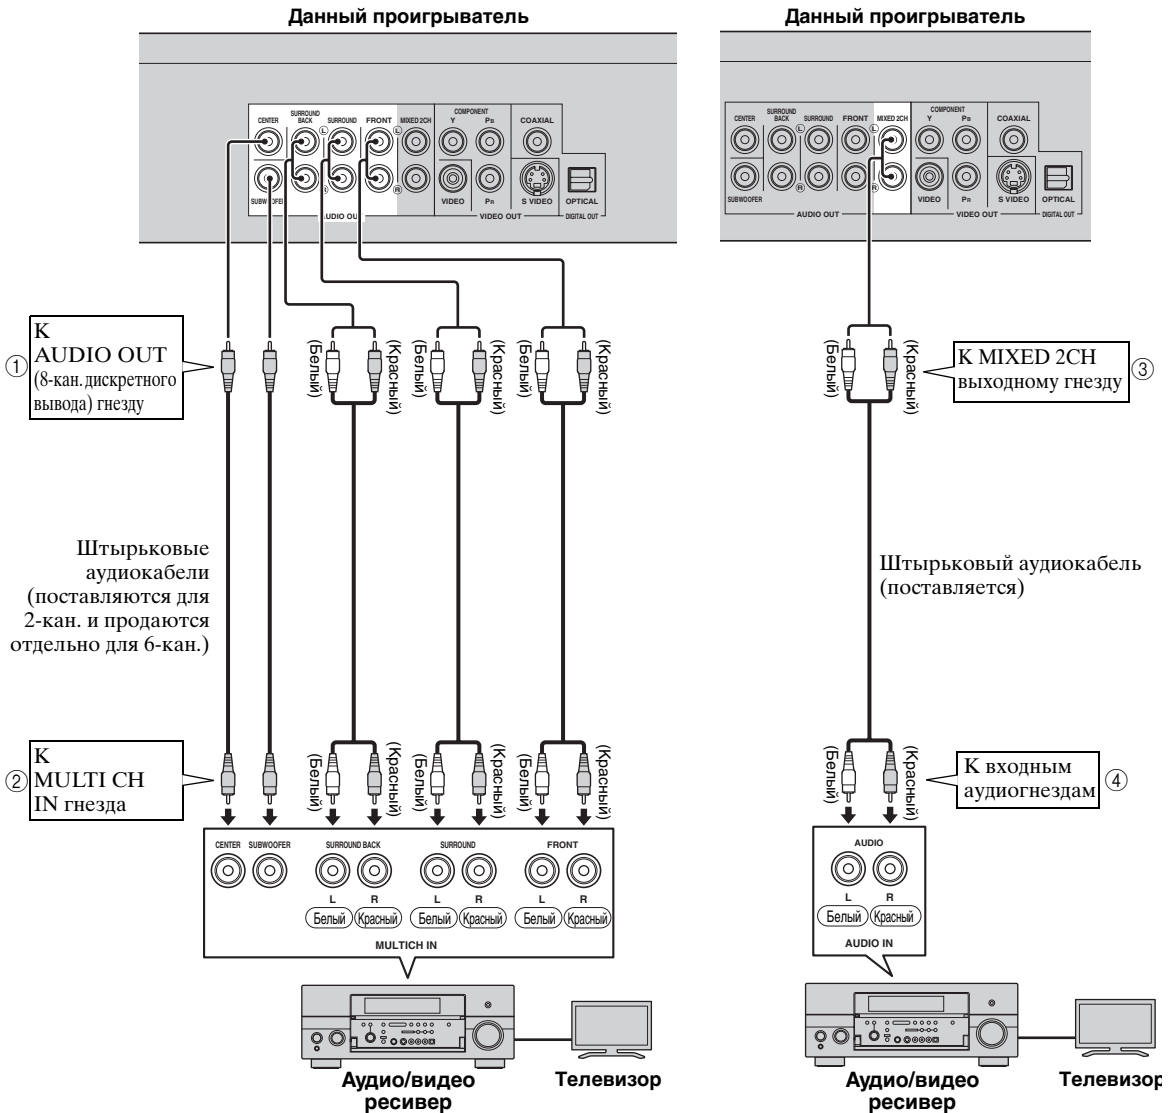 Данный проигрыватель
CENTER
SURROUND BACK
SURROUND
FRONT
MIXED 2CH
COMPONENT
Y
PB
COAXIAL
L
R
SUBWOOFER
VIDEO
PR
S VIDEO
OPTICAL
AUDIO OUT
VIDEO OUT
DIGITAL OUT
①
К
AUDIO OUT
(8-кан. дискретного
вывода) гнезду
(Белый)
(Красный)
(Белый)
(Красный)
(Белый)
(Красный)
Штырьковые
аудиокабели
(поставляются для
2-кан. и продаются
отдельно для 6-кан.)
②
К
MULTI CH
IN гнезда
(Белый)
(Красный)
(Белый)
(Красный)
(Белый)
(Красный)
CENTER
SUBWOOFER
SURROUND BACK
SURROUND
FRONT
L R
L R
L R
Белый Красный
Белый Красный
Белый Красный
MULTICH IN
Аудио/видео
ресивер
Телевизор
Данный проигрыватель
CENTER
SURROUND BACK
SURROUND
FRONT
MIXED 2CH
COMPONENT
Y
PB
COAXIAL
L
L
R
R
SUBWOOFER
VIDEO
PR
S VIDEO
OPTICAL
AUDIO OUT
VIDEO OUT
DIGITAL OUT
(Белый)
(Красный)
К MIXED 2CH
выходному гнезду
③
Штырьковый аудиокабель
(поставляется)
(Белый)
(Красный)
К входным
аудиогнездам
④
AUDIO
L R
Белый Красный
AUDIO IN
Аудио/видео
ресивер
Телевизор